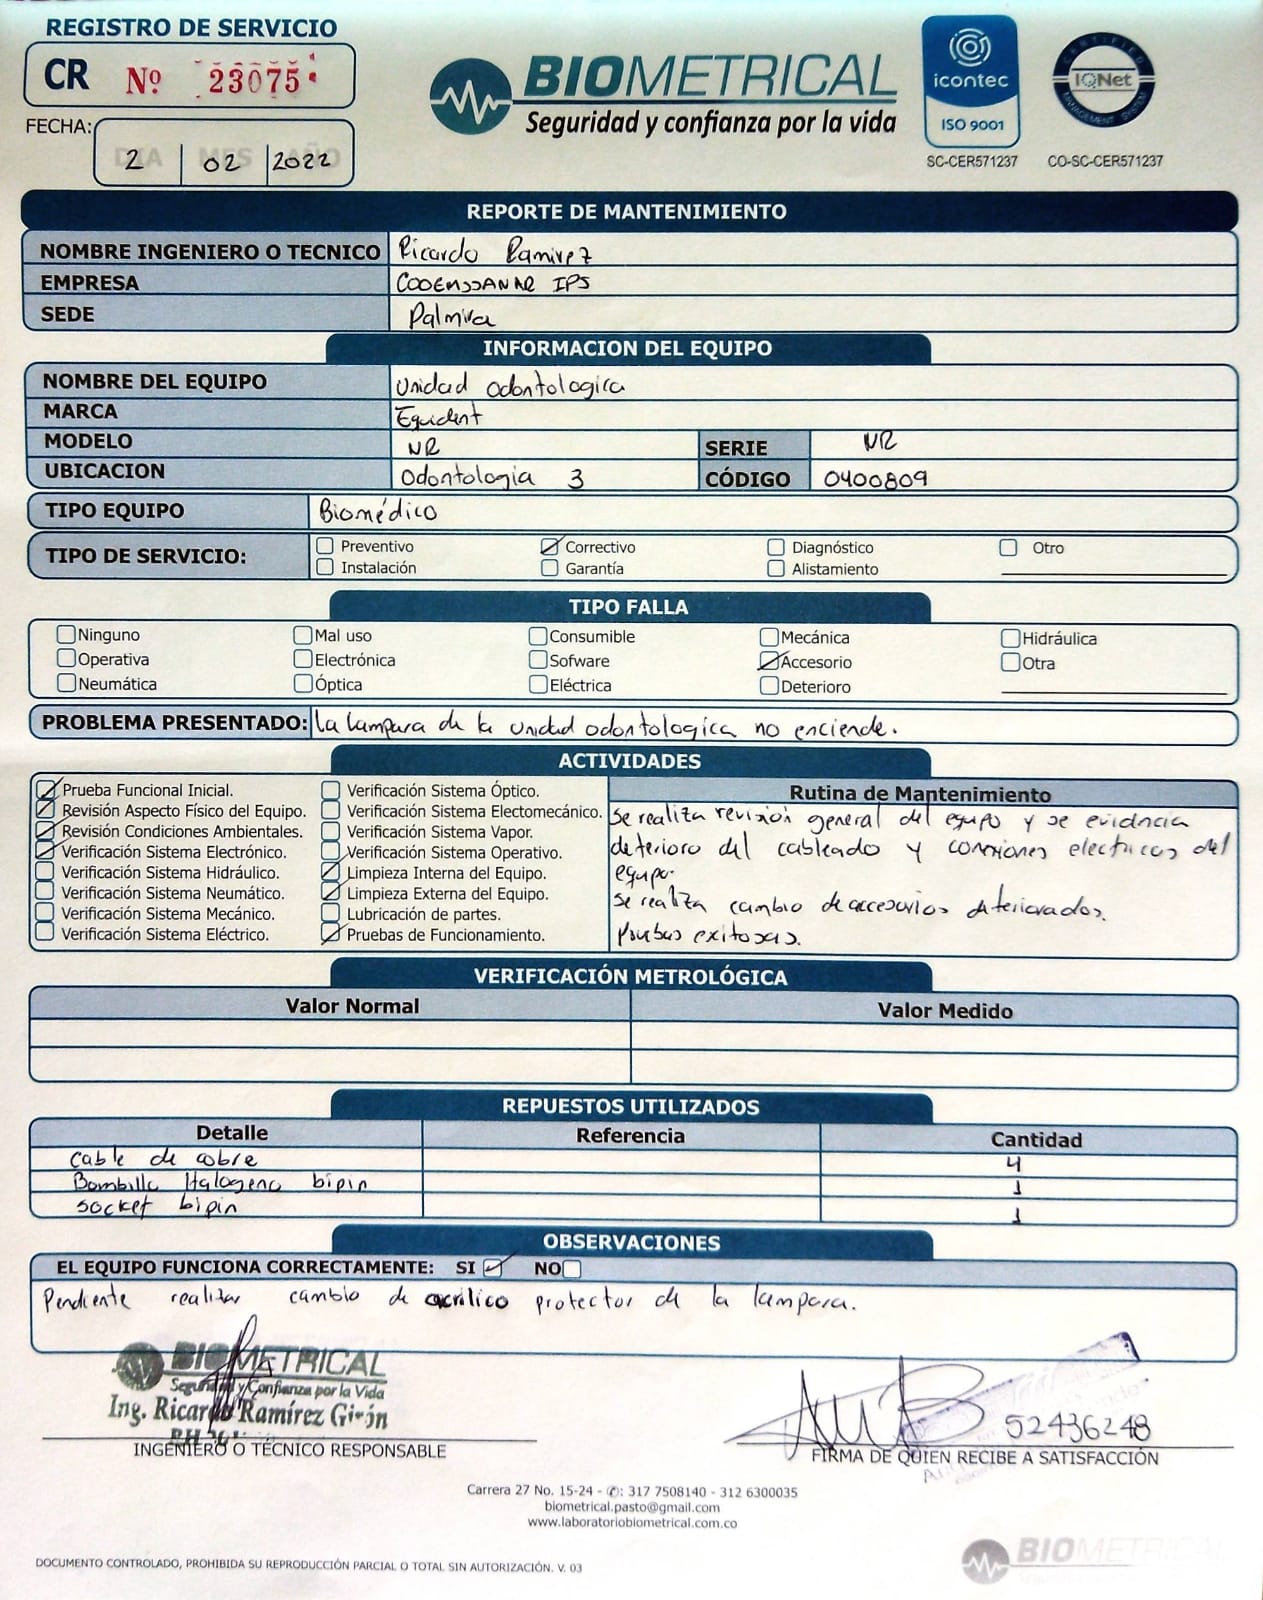 REGISTRO DE SERVICIO
CR Nº 23075
FECHA: DIA MES AÑO
2 02 2022
BIOMETRICAL
Seguridad y confianza por la vida
icontec
ISO 9001
SC-CER571237
CERTIFIED
IQNet
MANAGEMENT SYSTEM
CO-SC-CER571237
REPORTE DE MANTENIMIENTO
NOMBRE INGENIERO O TECNICO Ricardo Ramirez
EMPRESA COOEMSSANAR IPS
SEDE Palmira
INFORMACION DEL EQUIPO
NOMBRE DEL EQUIPO Unidad Odontologica
MARCA Equident
MODELO NR SERIE NR
UBICACION Odontologia 3 CÓDIGO 0400809
TIPO EQUIPO Biomédico
TIPO DE SERVICIO: Preventivo Correctivo Diagnóstico Otro
Instalación Garantía Alistamiento
TIPO FALLA
Ninguno Mal uso Consumible Mecánica Hidráulica
Operativa Electrónica Sofware Accesorio Otra
Neumática Óptica Eléctrica Deterioro
PROBLEMA PRESENTADO: La lampara de la unidad odontologica no enciende.
ACTIVIDADES
Prueba Funcional Inicial.
Revisión Aspecto Físico del Equipo.
Revisión Condiciones Ambientales.
Verificación Sistema Electrónico.
Verificación Sistema Hidráulico.
Verificación Sistema Neumático.
Verificación Sistema Mecánico.
Verificación Sistema Eléctrico.
Verificación Sistema Óptico.
Verificación Sistema Electomecánico.
Verificación Sistema Vapor.
Verificación Sistema Operativo.
Limpieza Interna del Equipo.
Limpieza Externa del Equipo.
Lubricación de partes.
Pruebas de Funcionamiento.
Rutina de Mantenimiento
Se realiza revisión general del equipo y se evidencia
deterioro del cableado y conexiones electricas del
equipo.
se realiza cambio de accesorios deteriorados.
Pruebas exitosas.
VERIFICACIÓN METROLÓGICA
Valor Normal Valor Medido
REPUESTOS UTILIZADOS
Detalle Referencia Cantidad
cable de cobre 4
Bombillo Halogeno bipin 1
socket bipin 1
OBSERVACIONES
EL EQUIPO FUNCIONA CORRECTAMENTE: SI NO
Pendiente realizar cambio de acrilico protector de la lampara.
BIOMETRICAL
Seguridad y Confianza por la Vida
Ing. Ricardo Ramírez Girón
INGENIERO O TÉCNICO RESPONSABLE
52436248
FIRMA DE QUIEN RECIBE A SATISFACCIÓN
Carrera 27 No. 15-24 - ✆: 317 7508140 - 312 6300035
biometrical.pasto@gmail.com
www.laboratoriobiometrical.com.co
DOCUMENTO CONTROLADO, PROHIBIDA SU REPRODUCCIÓN PARCIAL O TOTAL SIN AUTORIZACIÓN. V. 03
BIOMETRICAL